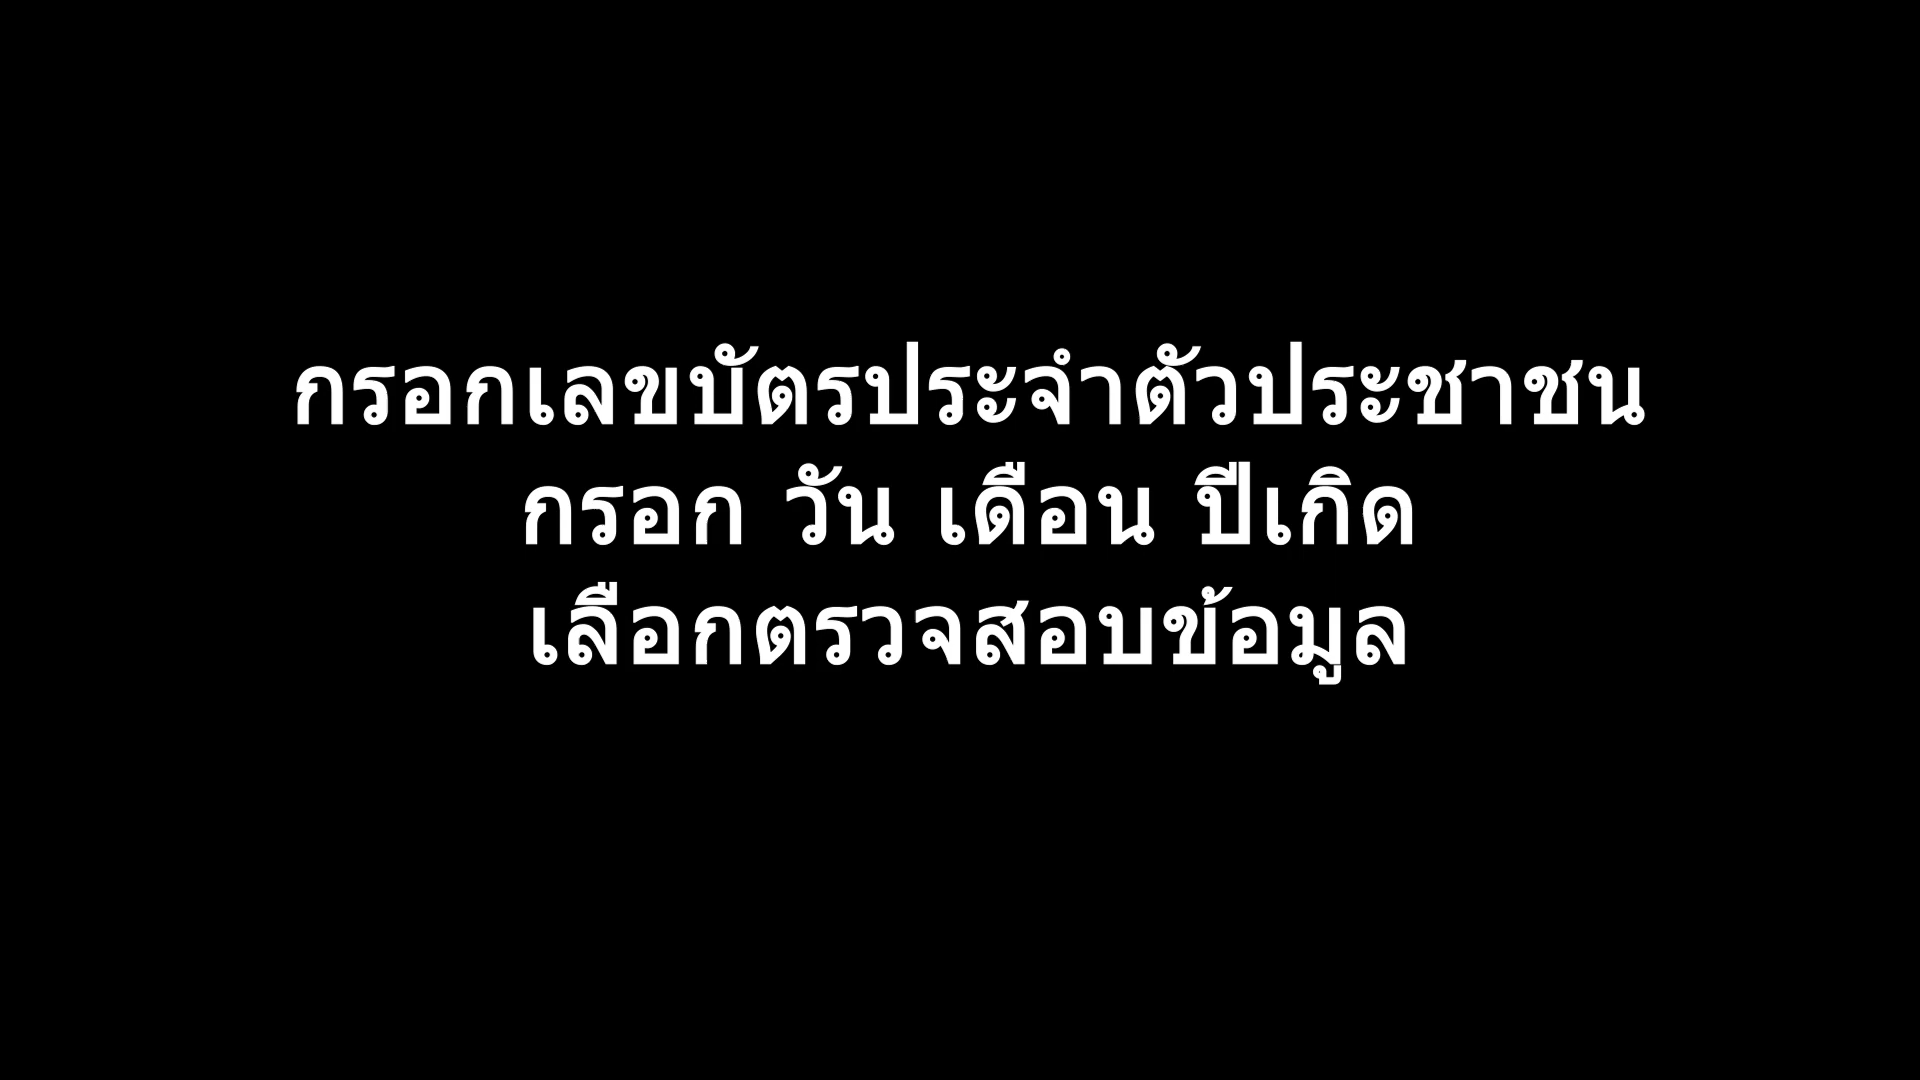 กรอกเลขบัตรประจำตัวประชาชน
กรอก วัน เดือน ปีเกิด
เลือกตรวจสอบข้อมูล